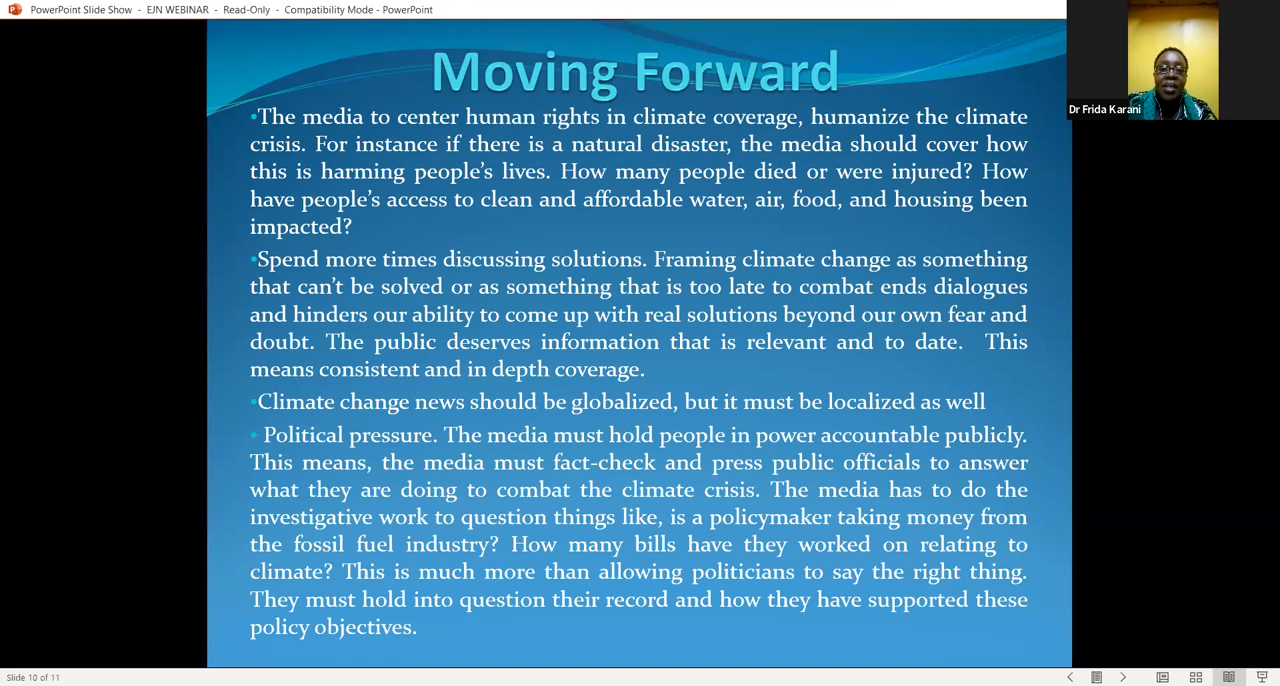 PowerPoint Slide Show - EJN WEBINAR - Read-Only - Compatibility Mode - PowerPoint
Dr Frida Karani
Moving Forward
•The media to center human rights in climate coverage, humanize the climate
crisis. For instance if there is a natural disaster, the media should cover how
this is harming people's lives. How many people died or were injured? How
have people's access to clean and affordable water, air, food, and housing been
impacted?
•Spend more times discussing solutions. Framing climate change as something
that can't be solved or as something that is too late to combat ends dialogues
and hinders our ability to come up with real solutions beyond our own fear and
doubt. The public deserves information that is relevant and to date.  This
means consistent and in depth coverage.
•Climate change news should be globalized, but it must be localized as well
• Political pressure. The media must hold people in power accountable publicly.
This means, the media must fact-check and press public officials to answer
what they are doing to combat the climate crisis. The media has to do the
investigative work to question things like, is a policymaker taking money from
the fossil fuel industry? How many bills have they worked on relating to
climate? This is much more than allowing politicians to say the right thing.
They must hold into question their record and how they have supported these
policy objectives.
Slide 10 of 11